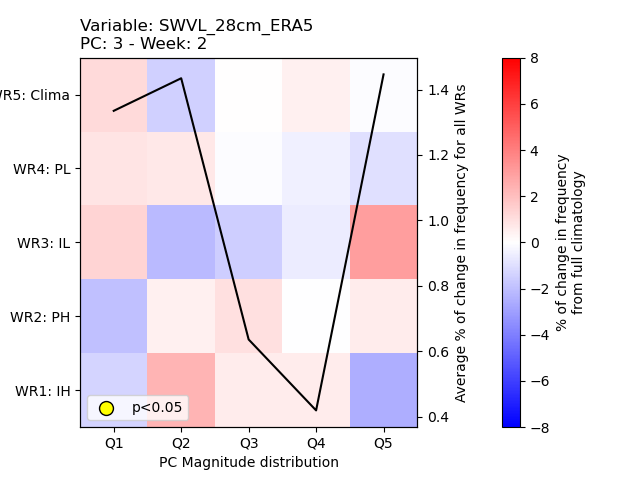 Variable: SWVL_28cm_ERA5
PC: 3 - Week: 2
WR5: Clima
WR4: PL
WR3: IL
WR2: PH
WR1: IH
p<0.05
Q1 Q2 Q3 Q4 Q5
PC Magnitude distribution
1.4
1.2
1.0
0.8
0.6
0.4
Average % of change in frequency for all WRs
8
6
4
2
0
−2
−4
−6
−8
% of change in frequency
from full climatology